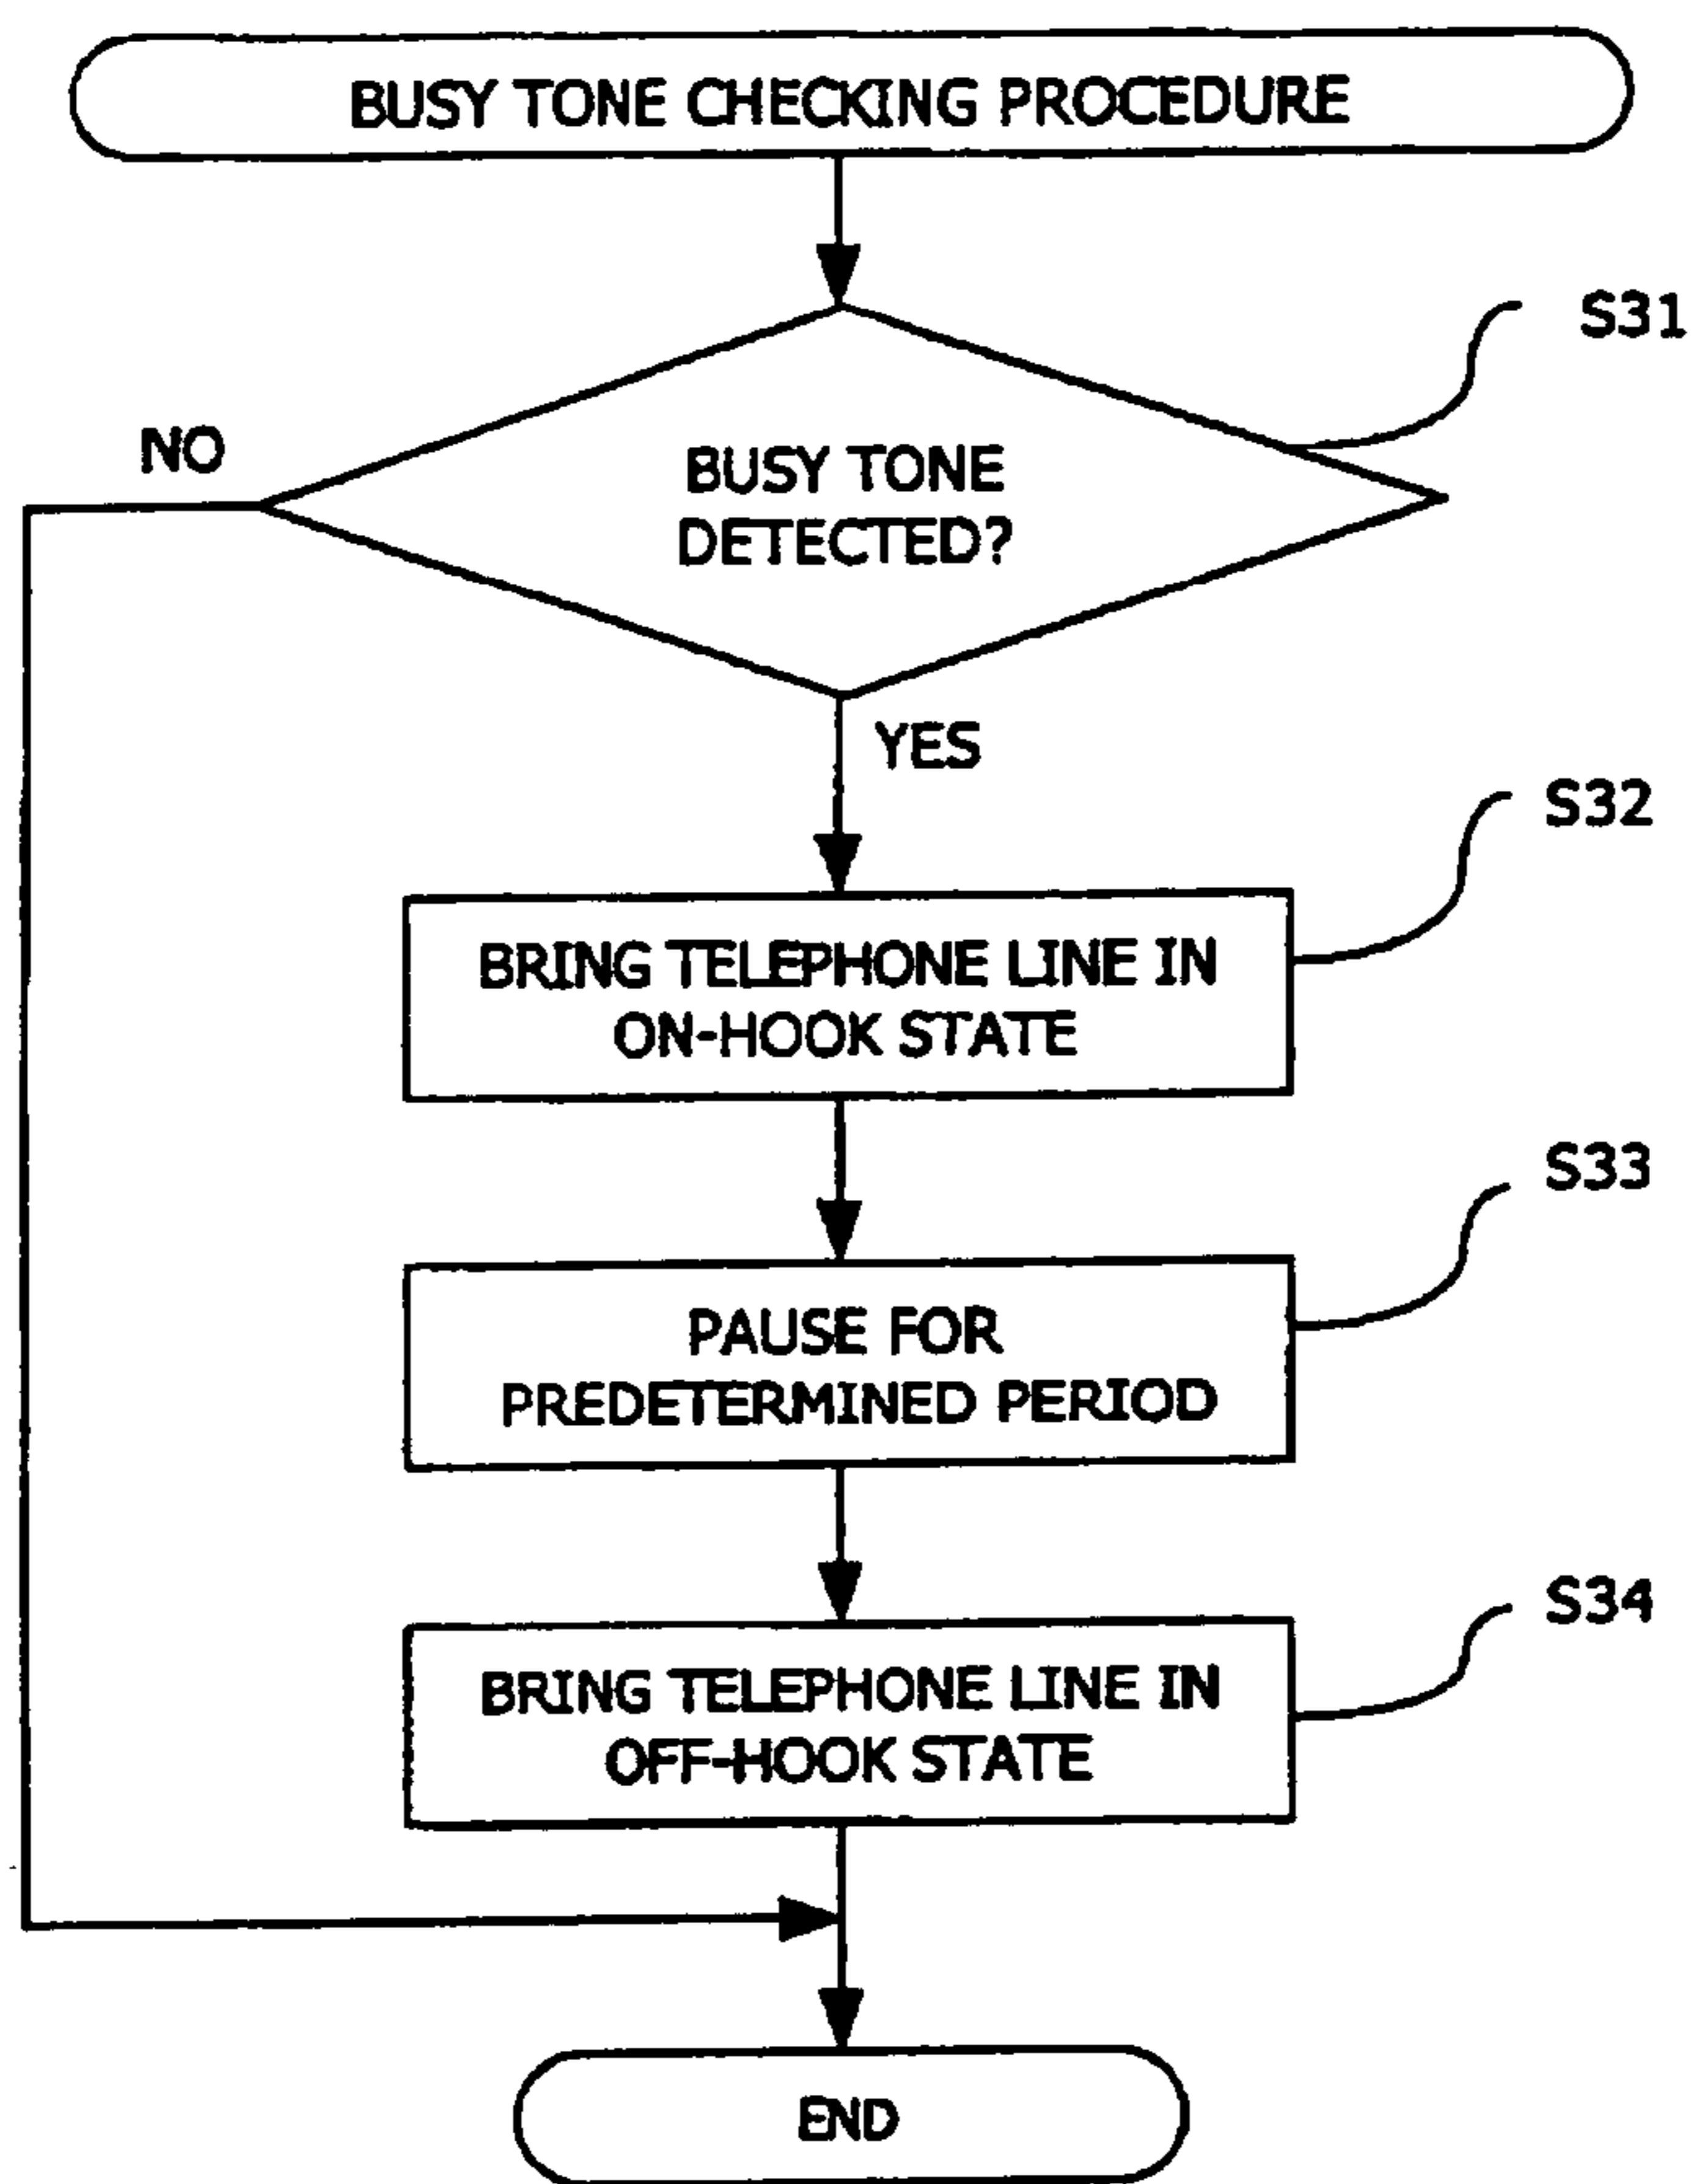 BUSY TONE CHECKING PROCEDURE
S31
NO
BUSY TONE
DETECTED?
YES
S32
BRING TELEPHONE LINE IN
ON-HOOK STATE
S33
PAUSE FOR
PREDETERMINED PERIOD
S34
BRING TELEPHONE LINE IN
OFF-HOOK STATE
END